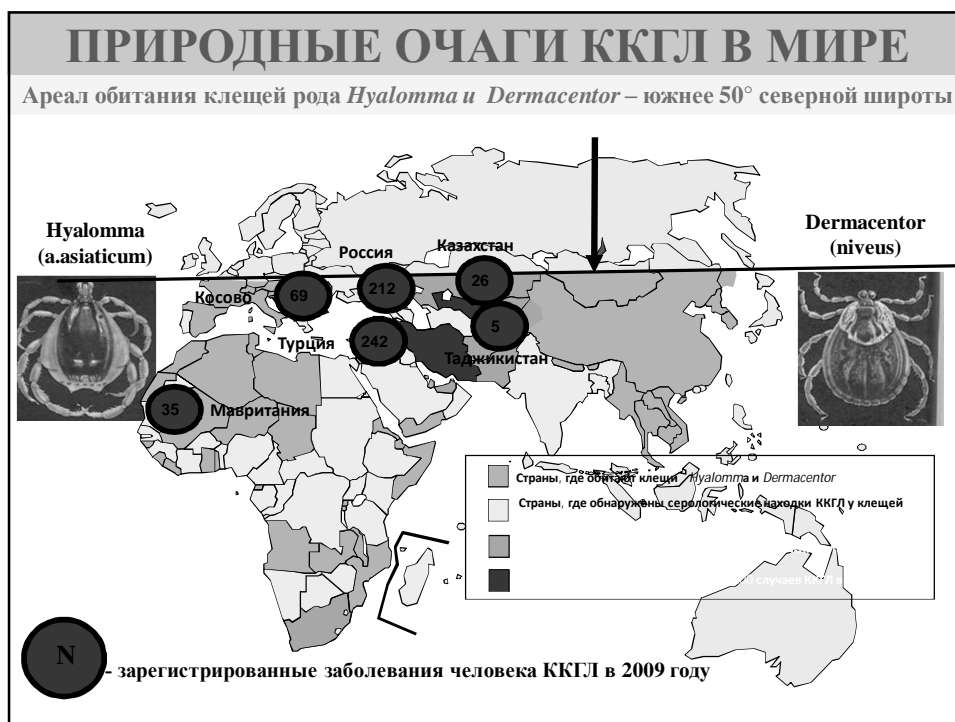 ПРИРОДНЫЕ ОЧАГИ ККГЛ В МИРЕ
Ареал обитания клещей рода Hyalomma и Dermacentor – южнее 50° северной широты
Hyalomma
(a.asiaticum)
Dermacentor
(niveus)
Россия
Казахстан
Косово
69
212
26
Турция
242
5
Таджикистан
35
Мавритания
Страны, где обитают клещи Hyalomma и Dermacentor
Страны, где обнаружены серологические находки ККГЛ у клещей
случаев ККГЛ в
N
- зарегистрированные заболевания человека ККГЛ в 2009 году